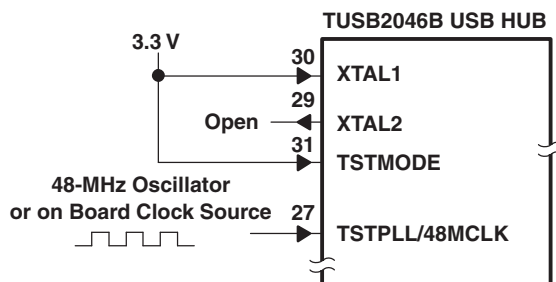 TUSB2046B USB HUB
3.3 V
30
XTAL1
29
Open
XTAL2
31
TSTMODE
48-MHz Oscillator
or on Board Clock Source
27
TSTPLL/48MCLK